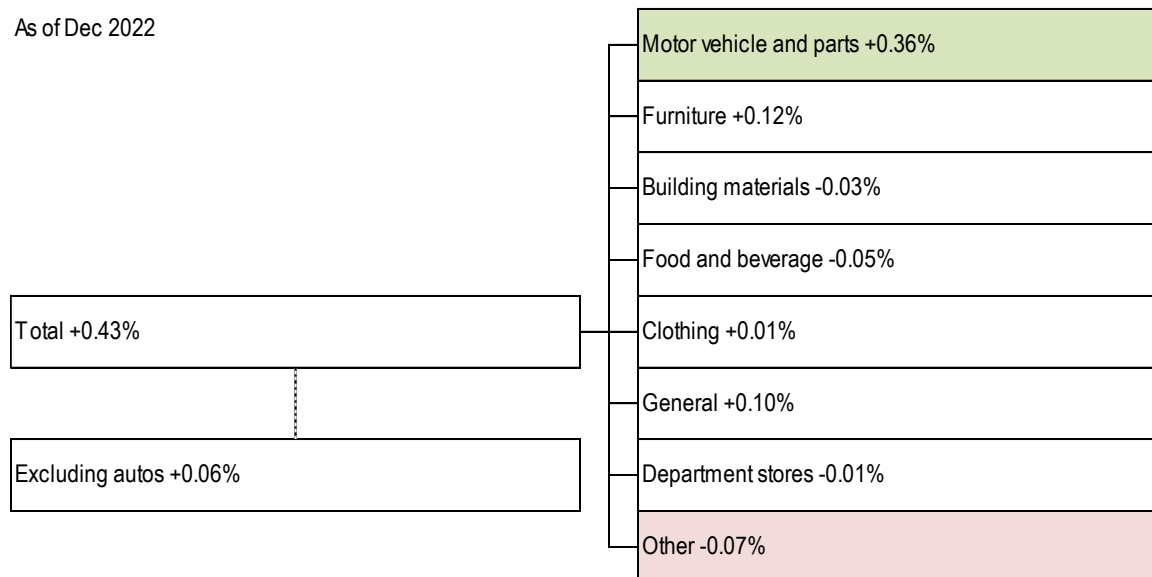 As of Dec 2022
Motor vehicle and parts +0.36%
Furniture +0.12%
Building materials -0.03%
Food and beverage -0.05%
Total +0.43%
Clothing +0.01%
General +0.10%
Excluding autos +0.06%
Department stores -0.01%
Other -0.07%